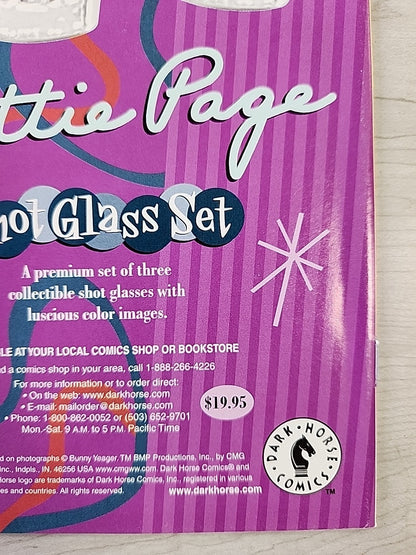 ttie Page
hot Glass Set
A premium set of three
collectible shot glasses with
luscious color images.
LE AT YOUR LOCAL COMICS SHOP OR BOOKSTORE
d a comics shop in your area, call 1-888-266-4226
For more information or to order direct:
• On the web: www.darkhorse.com
• E-mail: mailorder@darkhorse.com
• Phone: 1-800-862-0052 or (503) 652-9701
Mon.-Sat. 9 A.M. to 5 P.M. Pacific Time
$19.95
DARK HORSE
COMICS
TM
d on photographs © Bunny Yeager. TM BMP Productions, Inc., by CMG
Inc., Indpls., IN, 46256 USA www.cmgww.com. Dark Horse Comics® and
Horse logo are trademarks of Dark Horse Comics, Inc., registered in various
es and countries. All rights reserved.
www.darkhorse.com